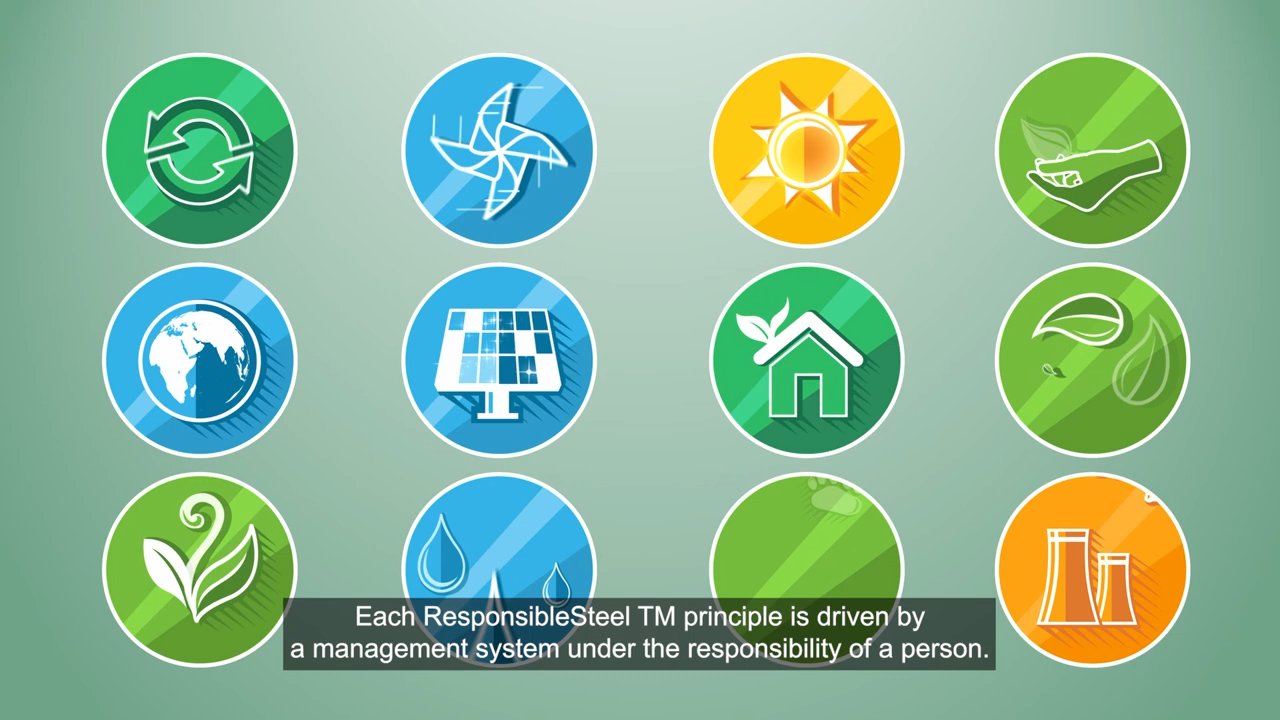 Each ResponsibleSteel TM principle is driven by
a management system under the responsibility of a person.